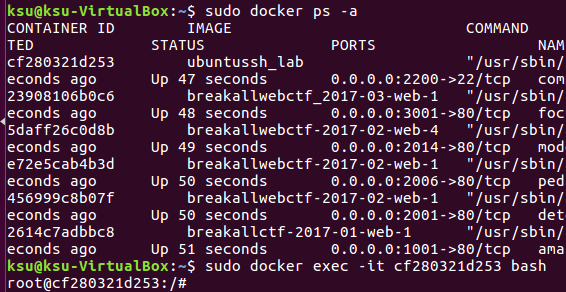 ksu@ksu-VirtualBox:~$ sudo docker ps -a
CONTAINER ID IMAGE COMMAND
TED STATUS PORTS NAM
cf280321d253 ubuntussh_lab "/usr/sbin/
econds ago Up 47 seconds 0.0.0.0:2200->22/tcp com
23908106b0c6 breakallwebctf_2017-03-web-1 "/usr/sbin/
econds ago Up 48 seconds 0.0.0.0:3001->80/tcp foc
5daff26c0d8b breakallwebctf-2017-02-web-4 "/usr/sbin/
econds ago Up 49 seconds 0.0.0.0:2014->80/tcp mod
e72e5cab4b3d breakallwebctf-2017-02-web-1 "/usr/sbin/
econds ago Up 50 seconds 0.0.0.0:2006->80/tcp ped
456999c8b07f breakallwebctf-2017-02-web-1 "/usr/sbin/
econds ago Up 50 seconds 0.0.0.0:2001->80/tcp det
2614c7adbbc8 breakallctf-2017-01-web-1 "/usr/sbin/
econds ago Up 51 seconds 0.0.0.0:1001->80/tcp ama
ksu@ksu-VirtualBox:~$ sudo docker exec -it cf280321d253 bash
root@cf280321d253:/#